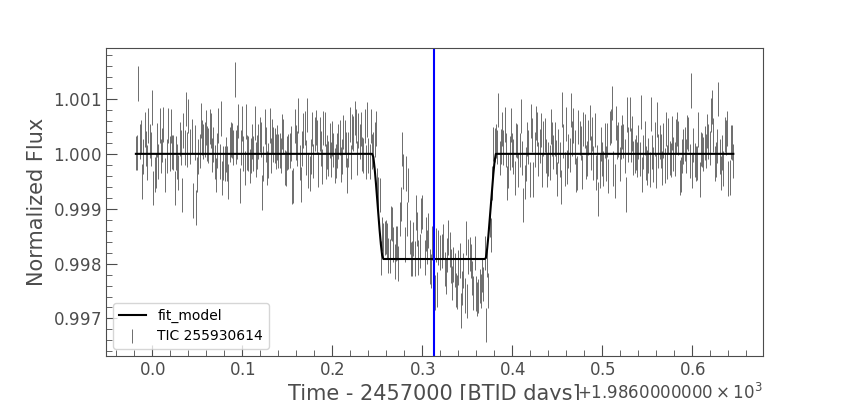 Normalized Flux
1.001
1.000
0.999
0.998
0.997
fit_model
TIC 255930614
0.0 0.1 0.2 0.3 0.4 0.5 0.6
Time - 2457000 [BTJD days]
+1.9860000000 × 10³